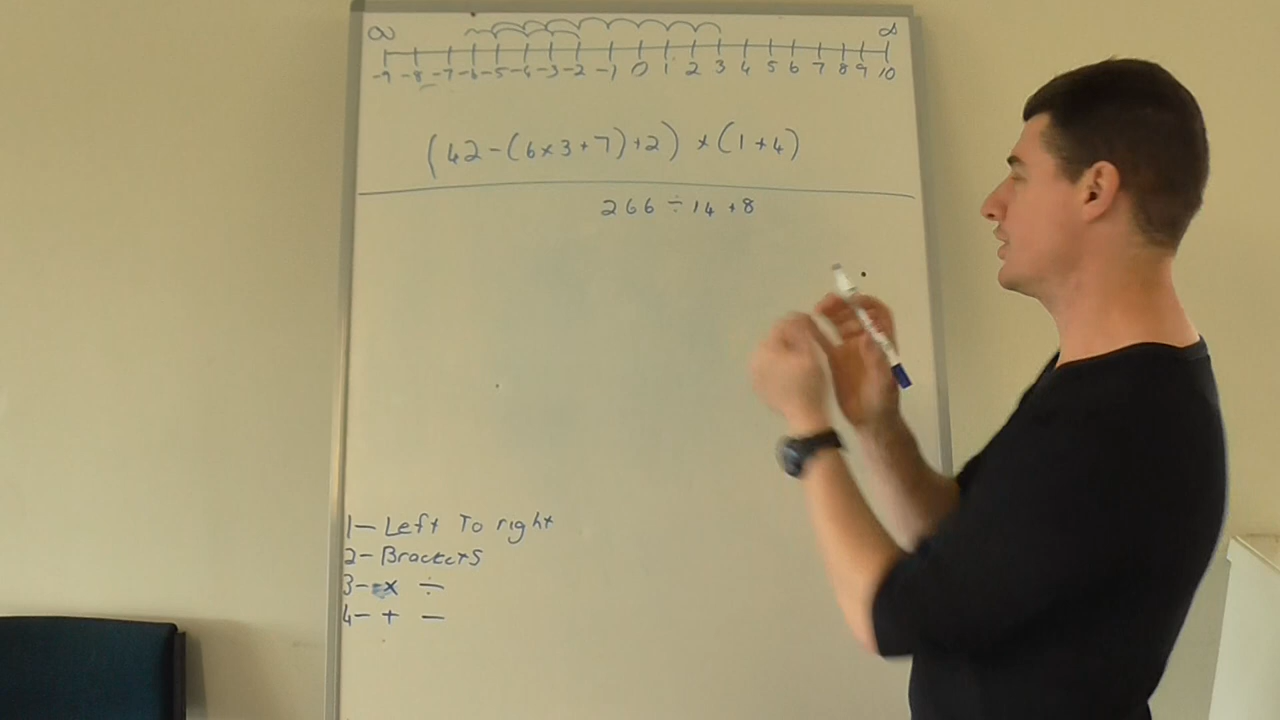 ∞ ∞
-9 -8 -7 -6 -5 -4 -3 -2 -1 0 1 2 3 4 5 6 7 8 9 10
(42-(6×3+7)+2) × (1+4)
266 ÷ 14 +8
1- Left To right
2- Brackets
3- × ÷
4- + -